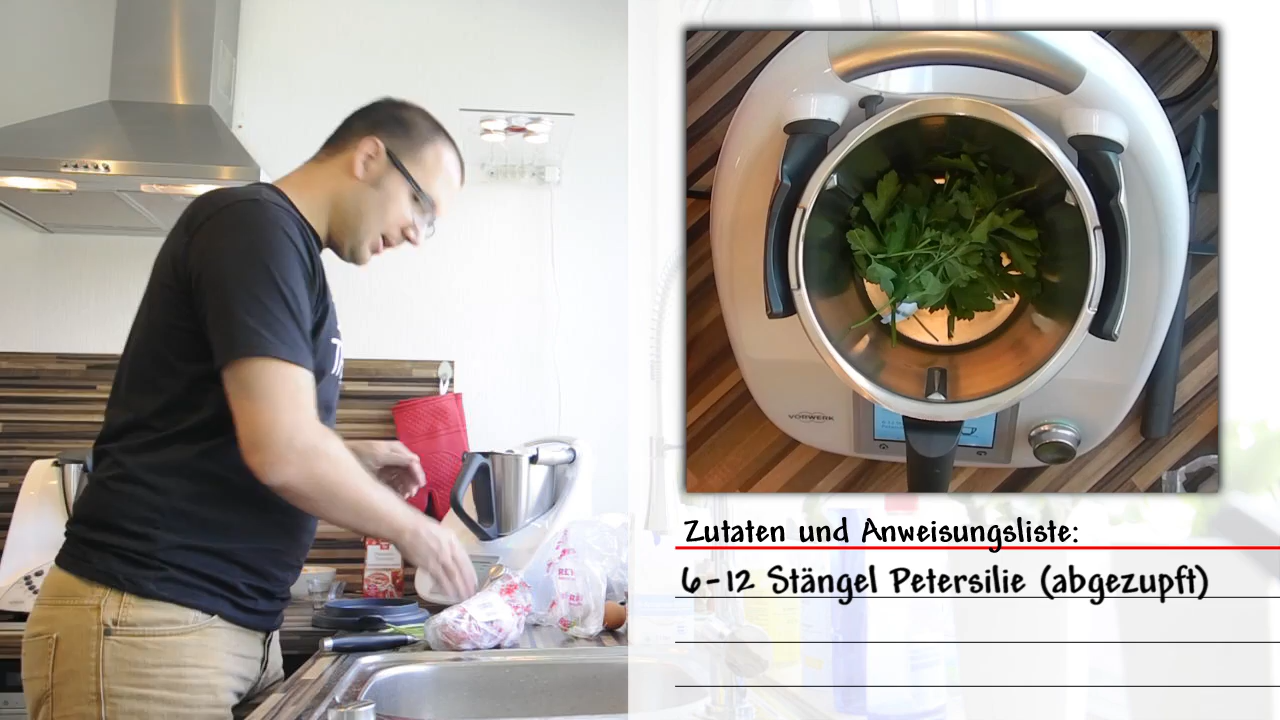 VORWERK
Zutaten und Anweisungsliste:
6-12 Stängel Petersilie (abgezupft)